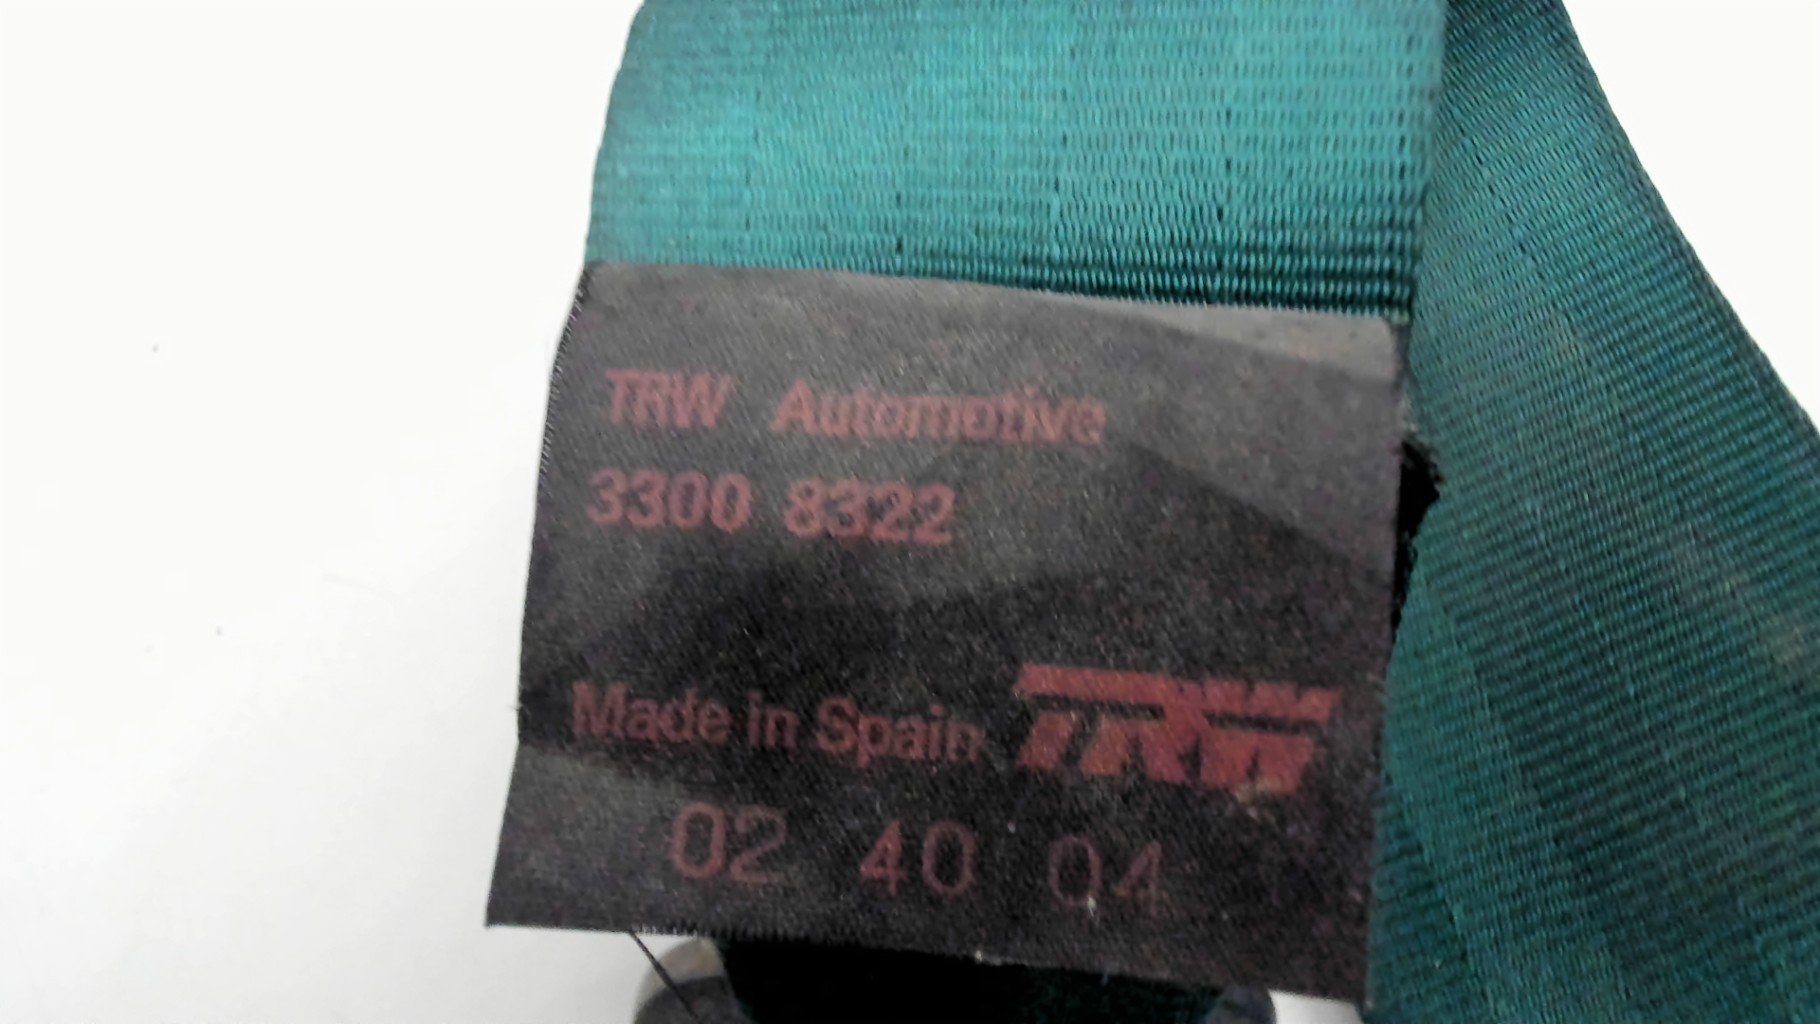 TRW Automotive
3300 8322
Made in Spain TRW
02 40 04